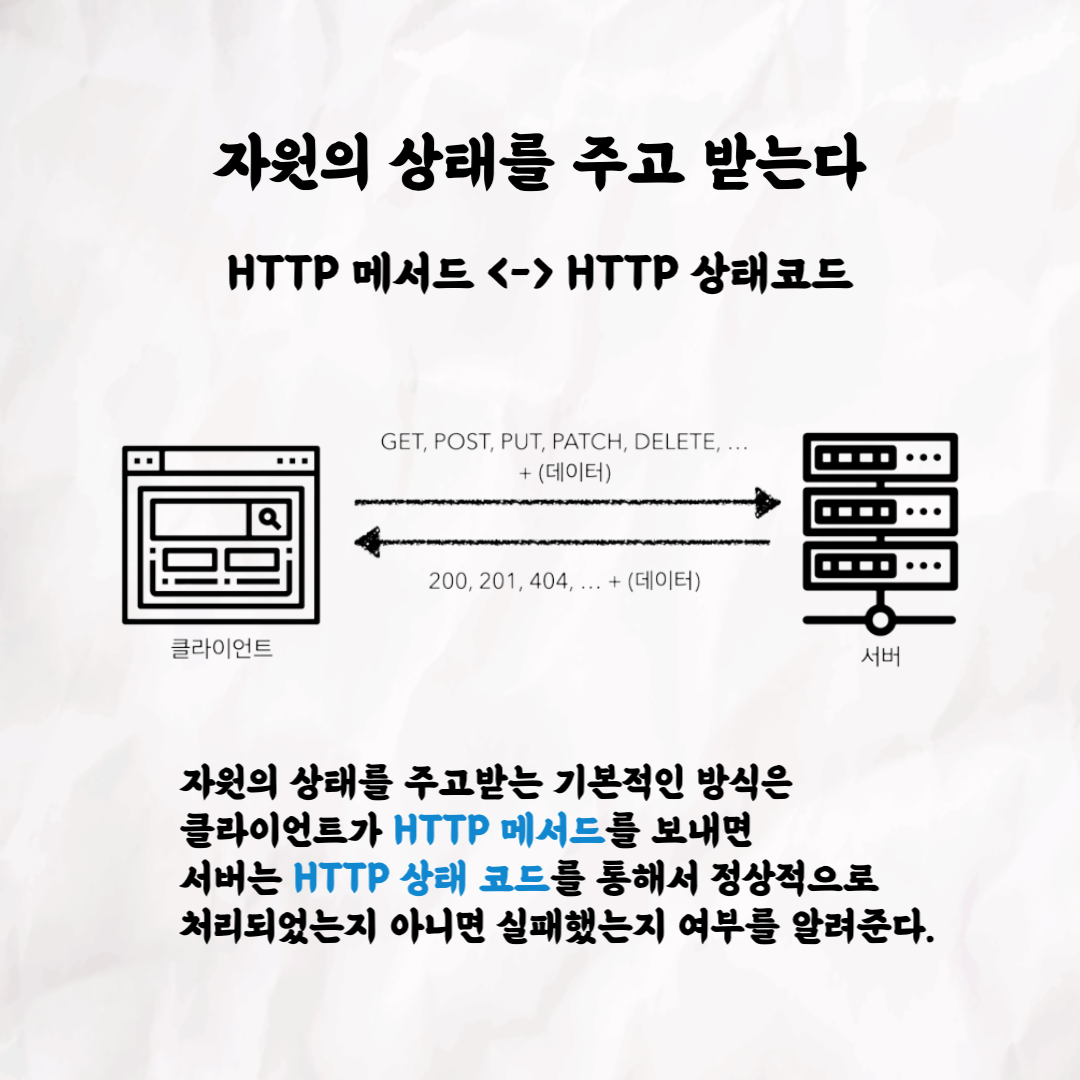 자원의 상태를 주고 받는다
HTTP 메서드 <-> HTTP 상태코드
GET, POST, PUT, PATCH, DELETE, ...
+ (데이터)
200, 201, 404, ... + (데이터)
클라이언트
서버
자원의 상태를 주고받는 기본적인 방식은
클라이언트가 HTTP 메서드를 보내면
서버는 HTTP 상태 코드를 통해서 정상적으로
처리되었는지 아니면 실패했는지 여부를 알려준다.